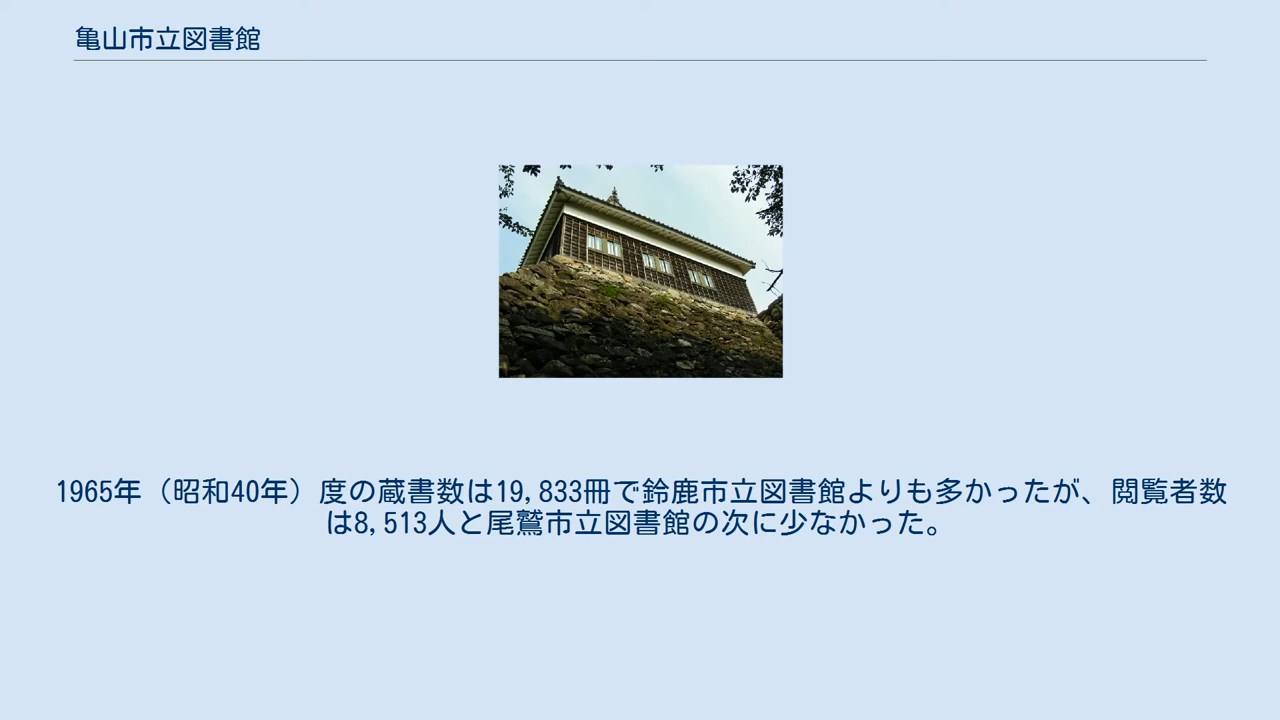 亀山市立図書館
1965年（昭和40年）度の蔵書数は19,833冊で鈴鹿市立図書館よりも多かったが、閲覧者数
は8,513人と尾鷲市立図書館の次に少なかった。